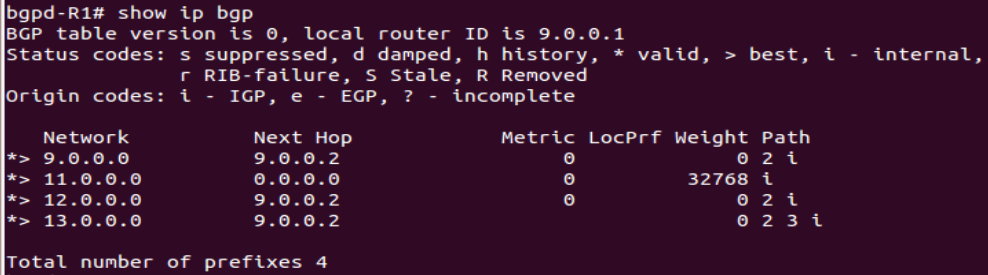 bgpd-R1# show ip bgp
BGP table version is 0, local router ID is 9.0.0.1
Status codes: s suppressed, d damped, h history, * valid, > best, i - internal,
              r RIB-failure, S Stale, R Removed
Origin codes: i - IGP, e - EGP, ? - incomplete

   Network          Next Hop            Metric LocPrf Weight Path
*> 9.0.0.0          9.0.0.2                  0             0 2 i
*> 11.0.0.0         0.0.0.0                  0         32768 i
*> 12.0.0.0         9.0.0.2                  0             0 2 i
*> 13.0.0.0         9.0.0.2                                0 2 3 i

Total number of prefixes 4